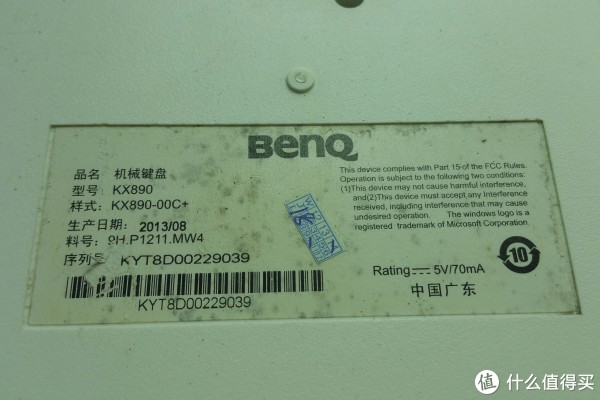 BenQ
品名 机械键盘
型号: KX890
样式: KX890-00C+
生产日期: 2013/08
料号: 9H.P1211.MW4
序列号 KYT8D00229039
KYT8D00229039
This device complies with Part 15 of the FCC Rules.
Operation is subject to the following two conditions:
(1)This device may not cause harmful interference,
and(2)This device must accept any Interference
received, including interference that may cause
undesired operation. The windows logo is a
registered trademark of Microsoft Corporation.
10
Rating 5V/70mA
中国广东
值 什么值得买